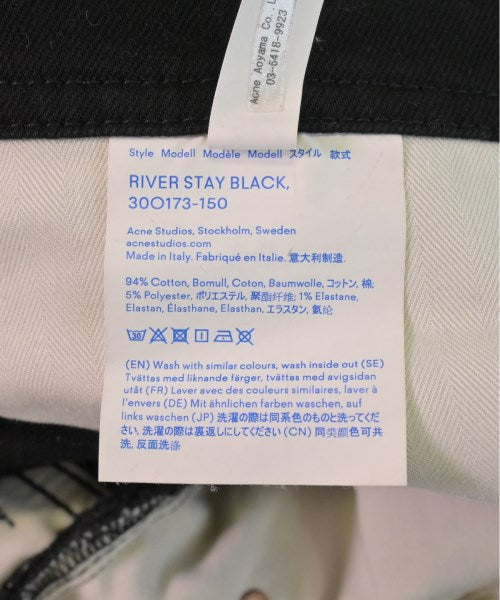 Acne Aoyama Co., L
03-6418-9923
Style Modell Modèle Modell スタイル 款式
RIVER STAY BLACK,
30O173-150
Acne Studios, Stockholm, Sweden
acnestudios.com
Made in Italy. Fabriqué en Italie. 意大利制造.
94% Cotton, Bomull, Coton, Baumwolle, コットン, 棉;
5% Polyester, ポリエステル, 聚酯纤维; 1% Elastane,
Elastan, Élasthane, Elasthan, エラスタン, 氨纶
30
(EN) Wash with similar colours, wash inside out (SE)
Tvättas med liknande färger, tvättas med avigsidan
utåt (FR) Laver avec des couleurs similaires, laver à
l'envers (DE) Mit ähnlichen farben waschen, auf
links waschen (JP) 洗濯の際は同系色のものと洗ってくださ
い, 洗濯の際は裏返しにしてください (CN) 同类颜色可共
洗, 反面洗涤